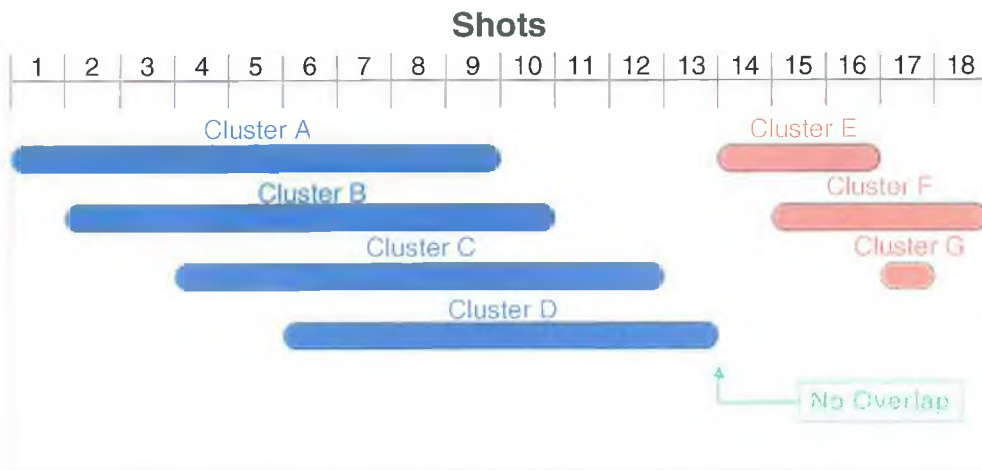 Shots
1 2 3 4 5 6 7 8 9 10 11 12 13 14 15 16 17 18
Cluster A
Cluster E
Cluster B
Cluster F
Cluster C
Cluster G
Cluster D
No Overlap